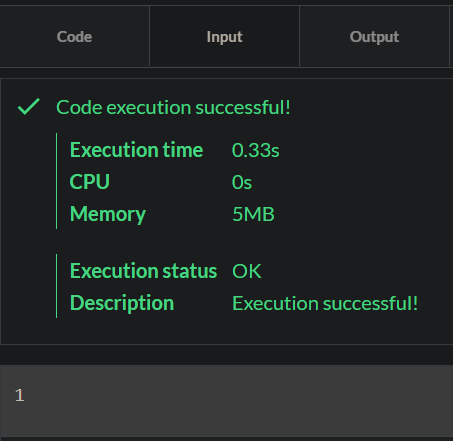 Code Input Output
Code execution successful!
Execution time 0.33s
CPU 0s
Memory 5MB
Execution status OK
Description Execution successful!
1